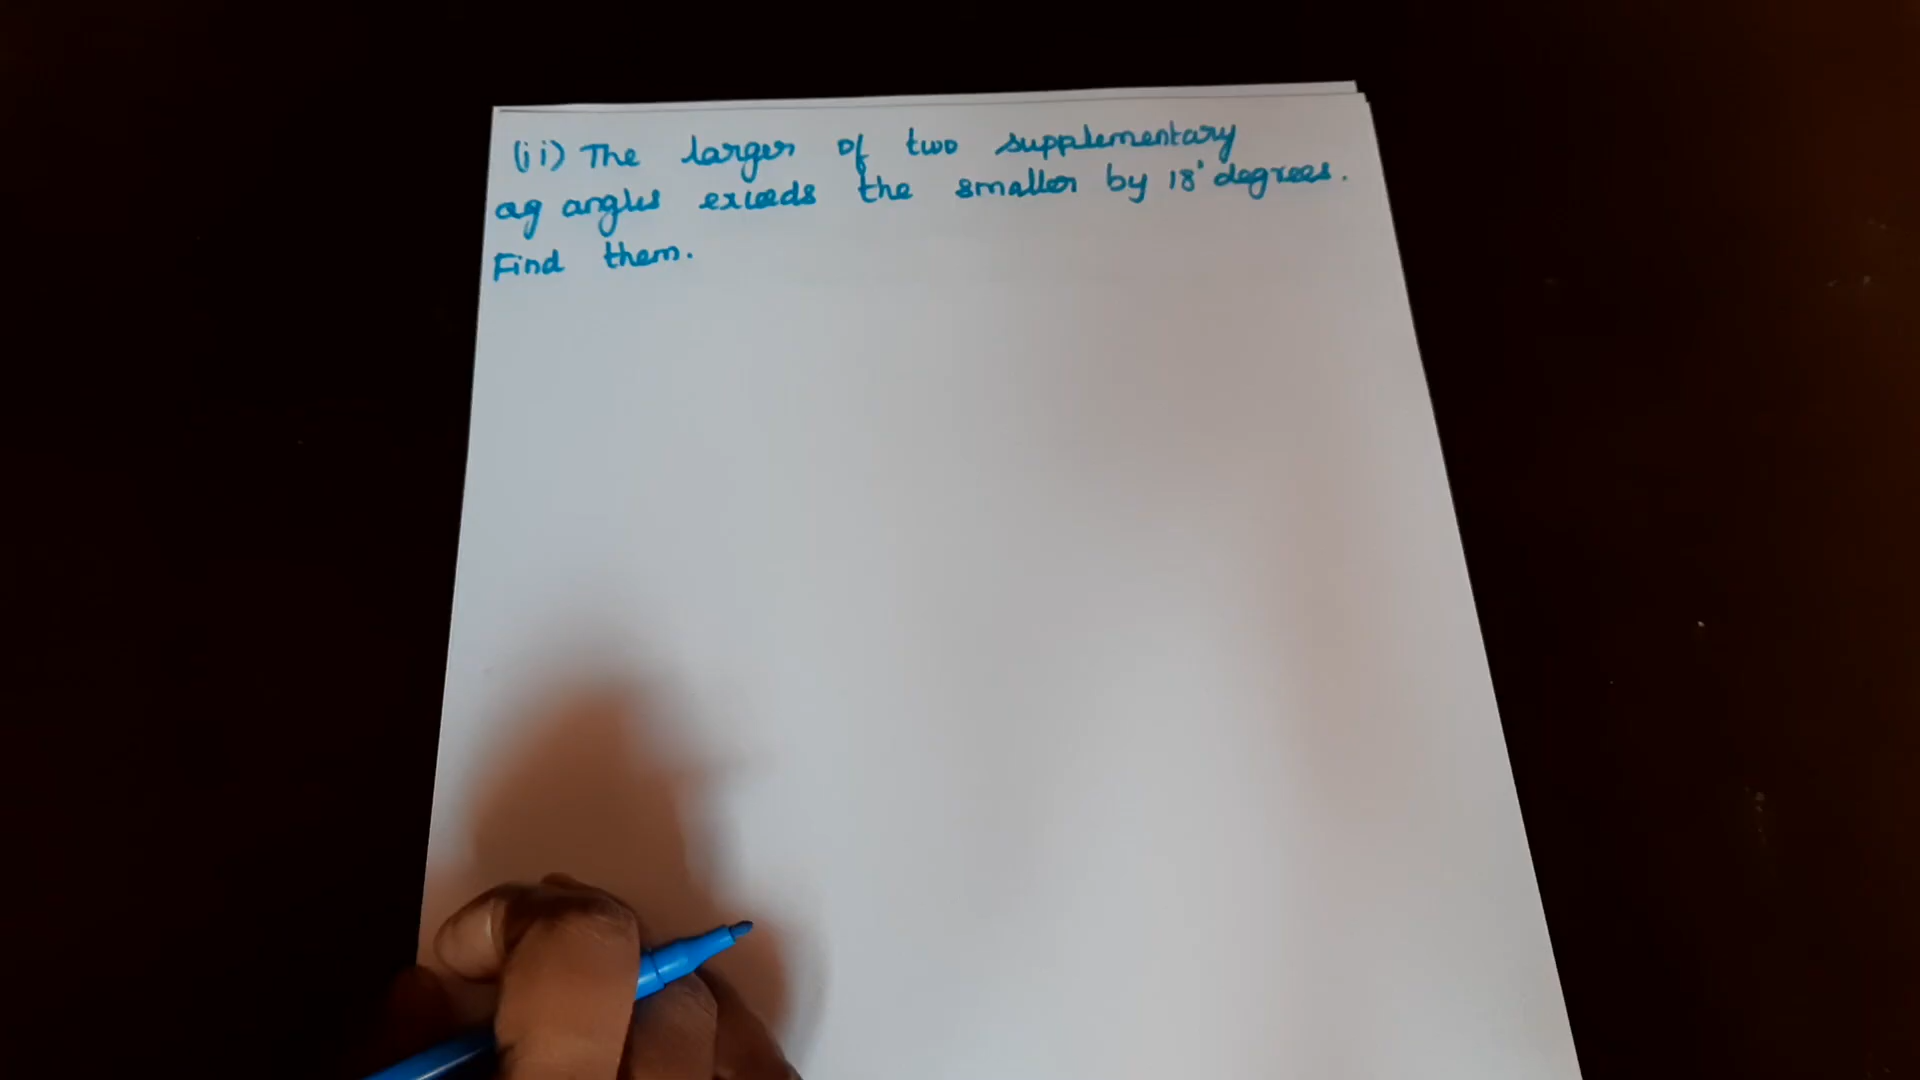 (ii) The larger of two supplementary
ag angles exceeds the smaller by 18° degrees.
Find them.